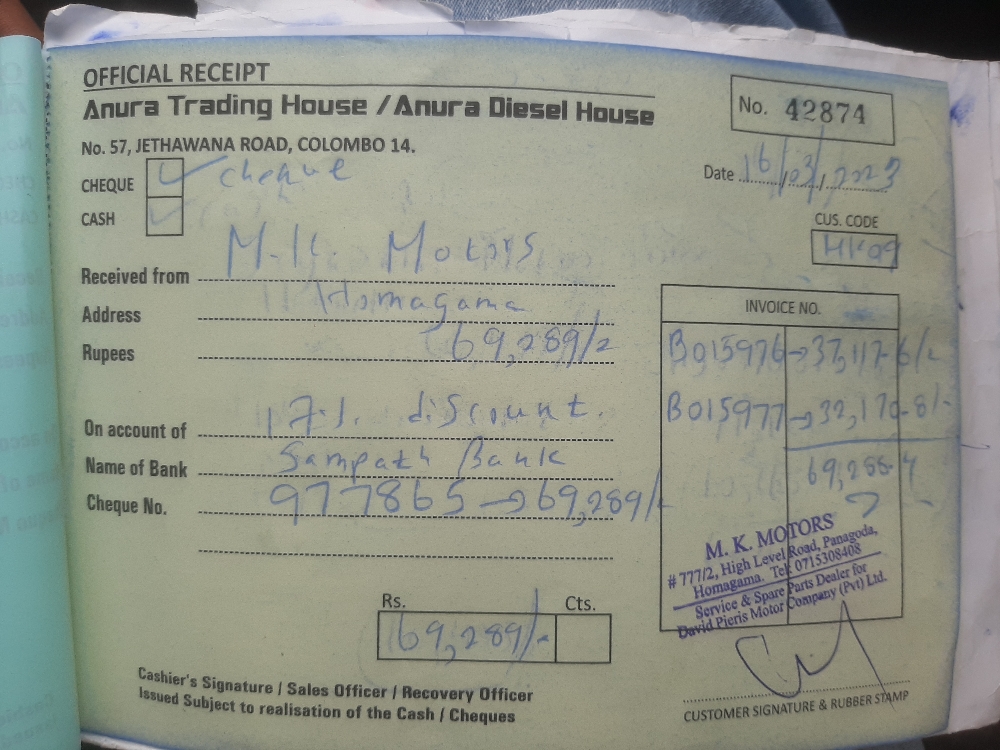 OFFICIAL RECEIPT
Anura Trading House / Anura Diesel House
No. 57, JETHAWANA ROAD, COLOMBO 14.
No. 42874
Date 16/03/2023
CHEQUE ✓ cheque
CASH
CUS. CODE
MK09
Received from M.K. Motors
Address Homagama
Rupees 69,289/=
On account of 17% discount.
Name of Bank Sampath Bank
Cheque No. 977865 → 69,289/-
INVOICE NO.
B015976 → 37,117-6/-
B015977 → 32,170-8/-
69,288-4
M. K. MOTORS
# 777/2, High Level Road, Panagoda,
Homagama. Tel: 0715308408
Service & Spare Parts Dealer for
David Pieris Motor Company (Pvt) Ltd.
Rs. Cts.
69,289/-
Cashier's Signature / Sales Officer / Recovery Officer
Issued Subject to realisation of the Cash / Cheques
CUSTOMER SIGNATURE & RUBBER STAMP